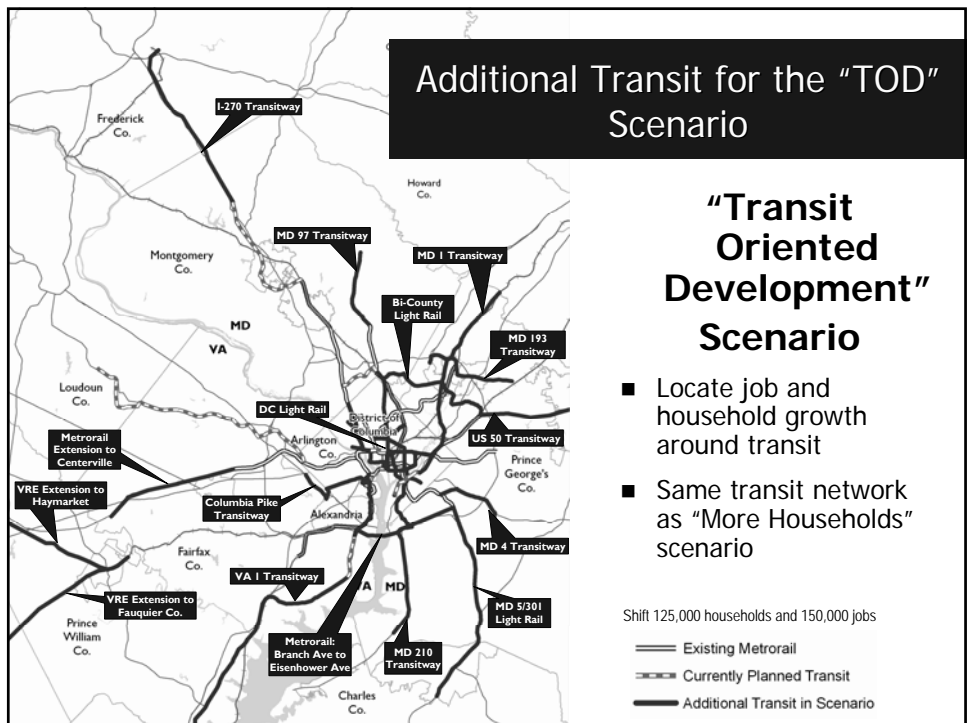 Additional Transit for the "TOD"
Scenario
I-270 Transitway
Frederick
Co.
Howard
Co.
MD 97 Transitway
MD 1 Transitway
Montgomery
Co.
Bi-County
Light Rail
MD
VA
MD 193
Transitway
Loudoun
Co.
DC Light Rail
District of
Columbia
Arlington
Co.
US 50 Transitway
Metrorail
Extension to
Centerville
Prince
George's
Co.
VRE Extension to
Haymarket
Columbia Pike
Transitway
Alexandria
MD 4 Transitway
Fairfax
Co.
VA 1 Transitway
VA
MD
VRE Extension to
Fauquier Co.
MD 5/301
Light Rail
Prince
William
Co.
Metrorail:
Branch Ave to
Eisenhower Ave
MD 210
Transitway
Charles
Co.
"Transit
Oriented
Development"
Scenario
■ Locate job and
household growth
around transit
■ Same transit network
as "More Households"
scenario
Shift 125,000 households and 150,000 jobs
Existing Metrorail
Currently Planned Transit
Additional Transit in Scenario